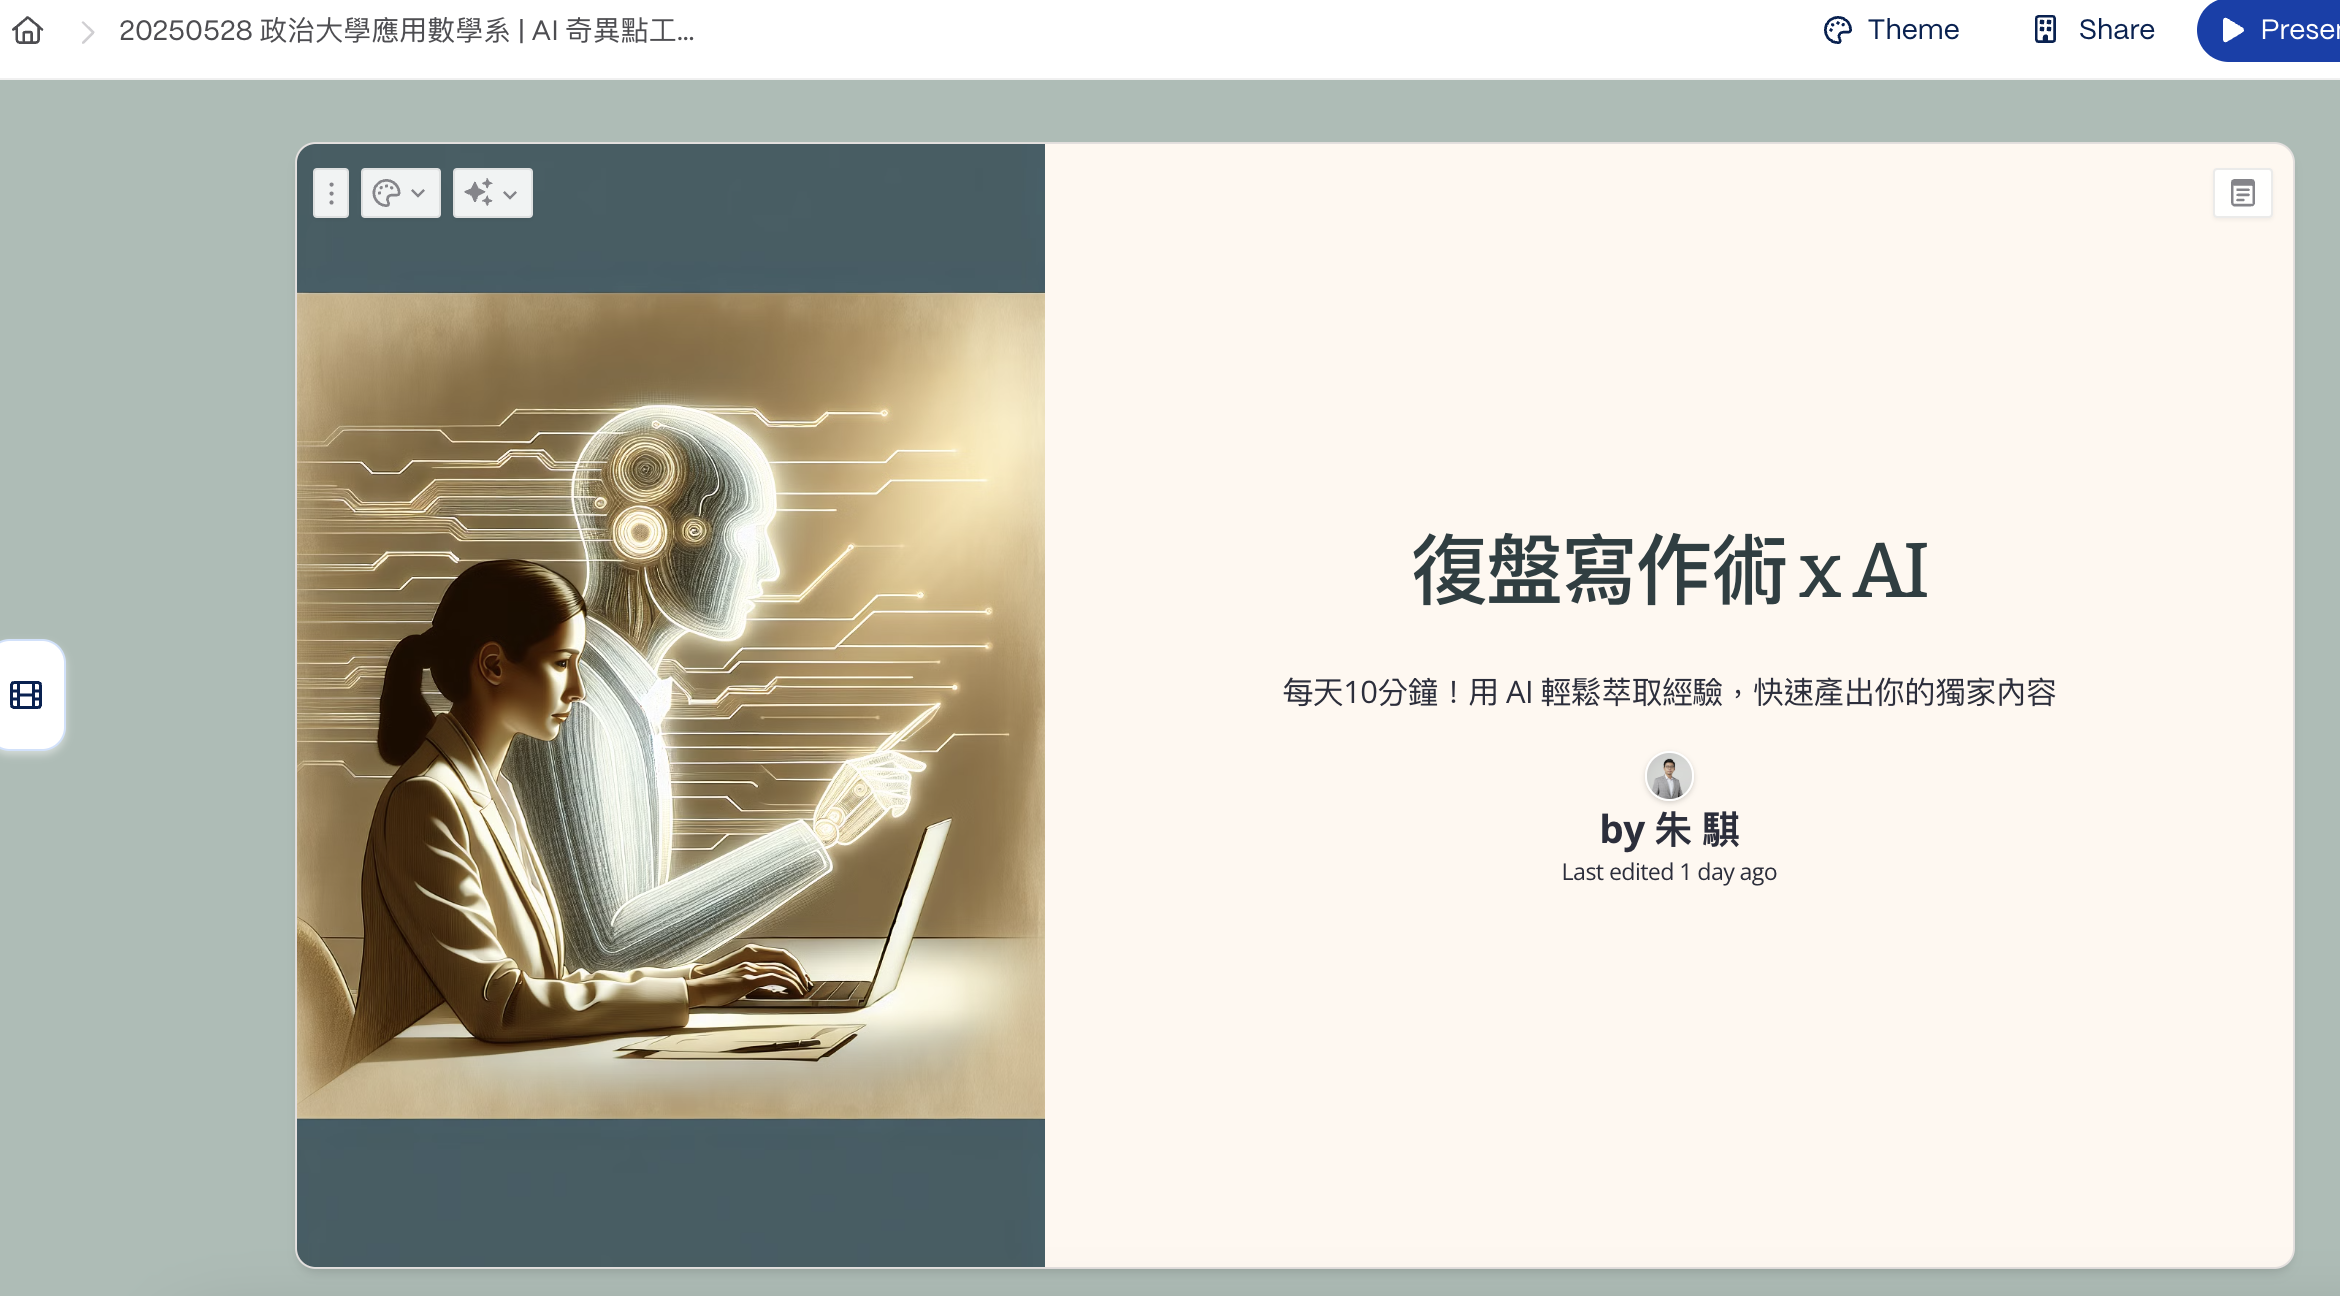 20250528 政治大學應用數學系 | AI 奇異點工...
Theme
Share
復盤寫作術 x AI
每天10分鐘！用 AI 輕鬆萃取經驗，快速產出你的獨家內容
by 朱 騏
Last edited 1 day ago